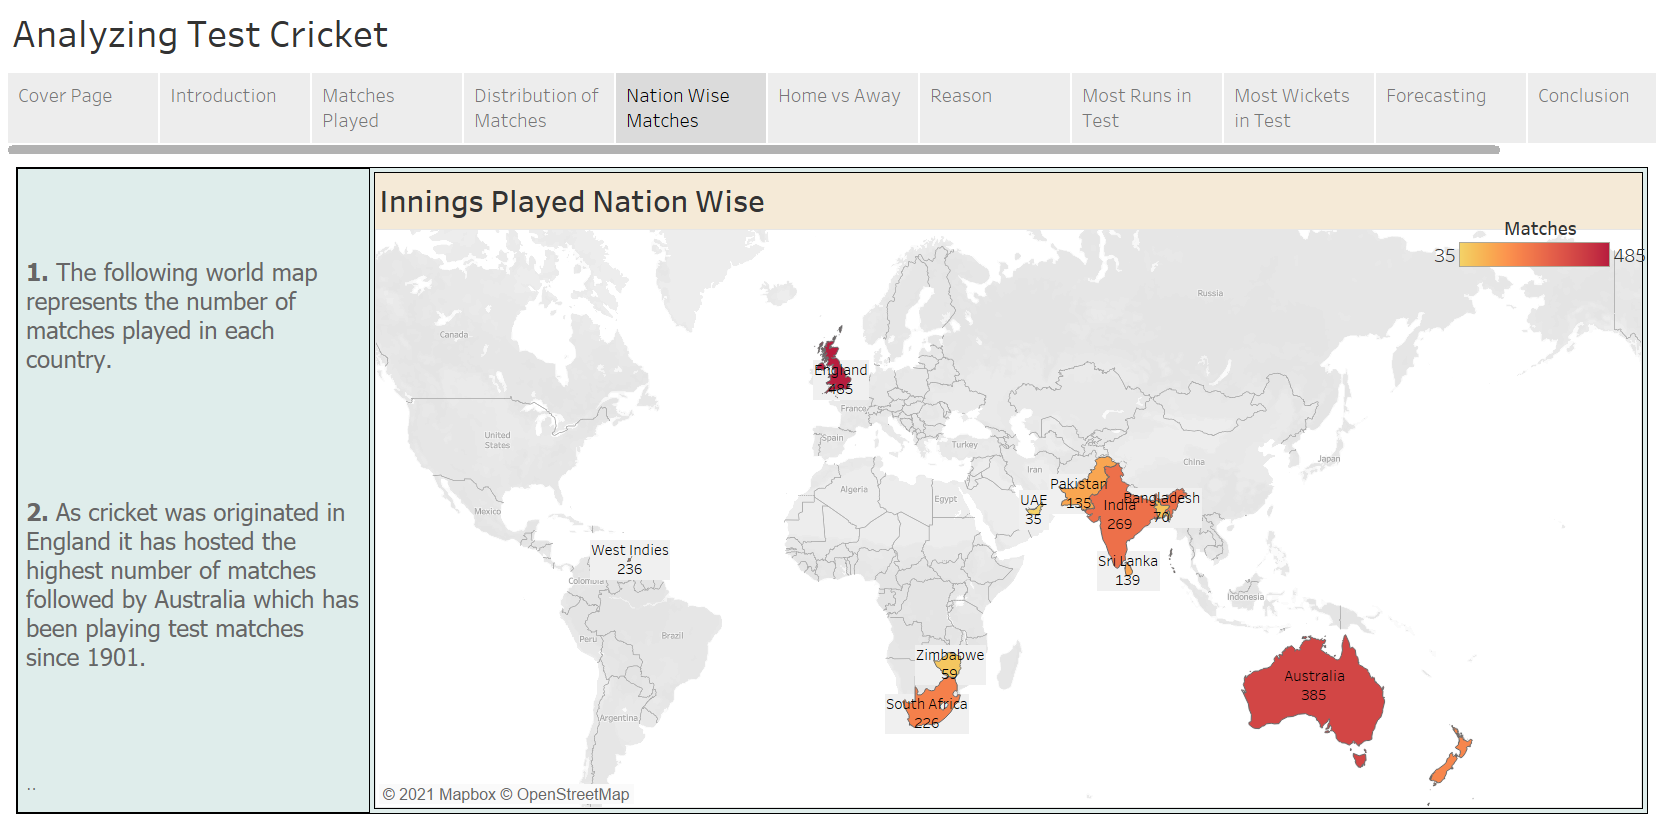 Analyzing Test Cricket
Cover Page
Introduction
Matches
Played
Distribution of
Matches
Nation Wise
Matches
Home vs Away
Reason
Most Runs in
Test
Most Wickets
in Test
Forecasting
Conclusion
1. The following world map
represents the number of
matches played in each
country.
2. As cricket was originated in
England it has hosted the
highest number of matches
followed by Australia which has
been playing test matches
since 1901.
..
Innings Played Nation Wise
Matches
35
485
Russia
Canada
England
485
France
United
States
Spain
Turkey
Japan
China
Iran
Algeria
Egypt
Pakistan
135
UAE
35
Bangladesh
70
India
269
Mexico
West Indies
236
Sri Lanka
139
Colombia
Indonesia
Peru
Brazil
Zimbabwe
59
Australia
385
South Africa
226
Argentina
© 2021 Mapbox © OpenStreetMap